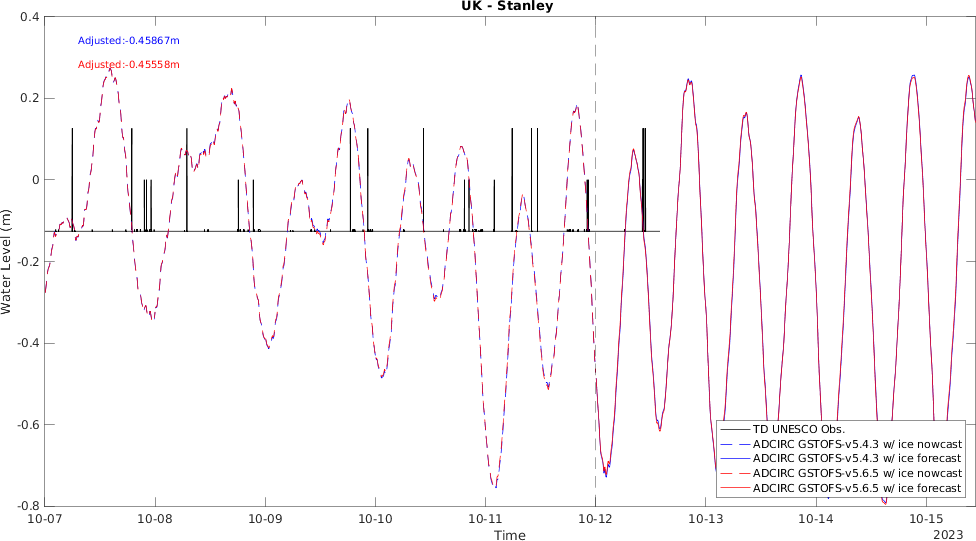 UK - Stanley
Adjusted:-0.45867m
Adjusted:-0.45558m
0.4
0.2
0
-0.2
-0.4
-0.6
-0.8
Water Level (m)
TD UNESCO Obs.
ADCIRC GSTOFS-v5.4.3 w/ ice nowcast
ADCIRC GSTOFS-v5.4.3 w/ ice forecast
ADCIRC GSTOFS-v5.6.5 w/ ice nowcast
ADCIRC GSTOFS-v5.6.5 w/ ice forecast
10-07 10-08 10-09 10-10 10-11 10-12 10-13 10-14 10-15
Time
2023